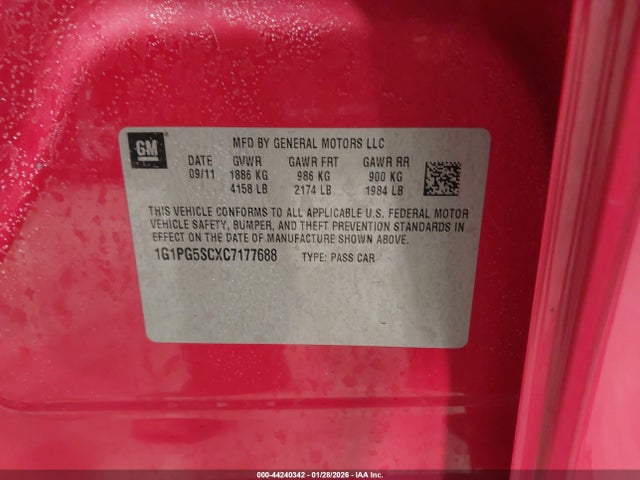 GM
MFD BY GENERAL MOTORS LLC
DATE GVWR GAWR FRT GAWR RR
09/11 1886 KG 986 KG 900 KG
4158 LB 2174 LB 1984 LB
THIS VEHICLE CONFORMS TO ALL APPLICABLE U.S. FEDERAL MOTOR
VEHICLE SAFETY, BUMPER, AND THEFT PREVENTION STANDARDS IN
EFFECT ON THE DATE OF MANUFACTURE SHOWN ABOVE.
1G1PG5SCXC7177688 TYPE: PASS CAR
000-44240342 | 01/28/2026 | IAA Inc.